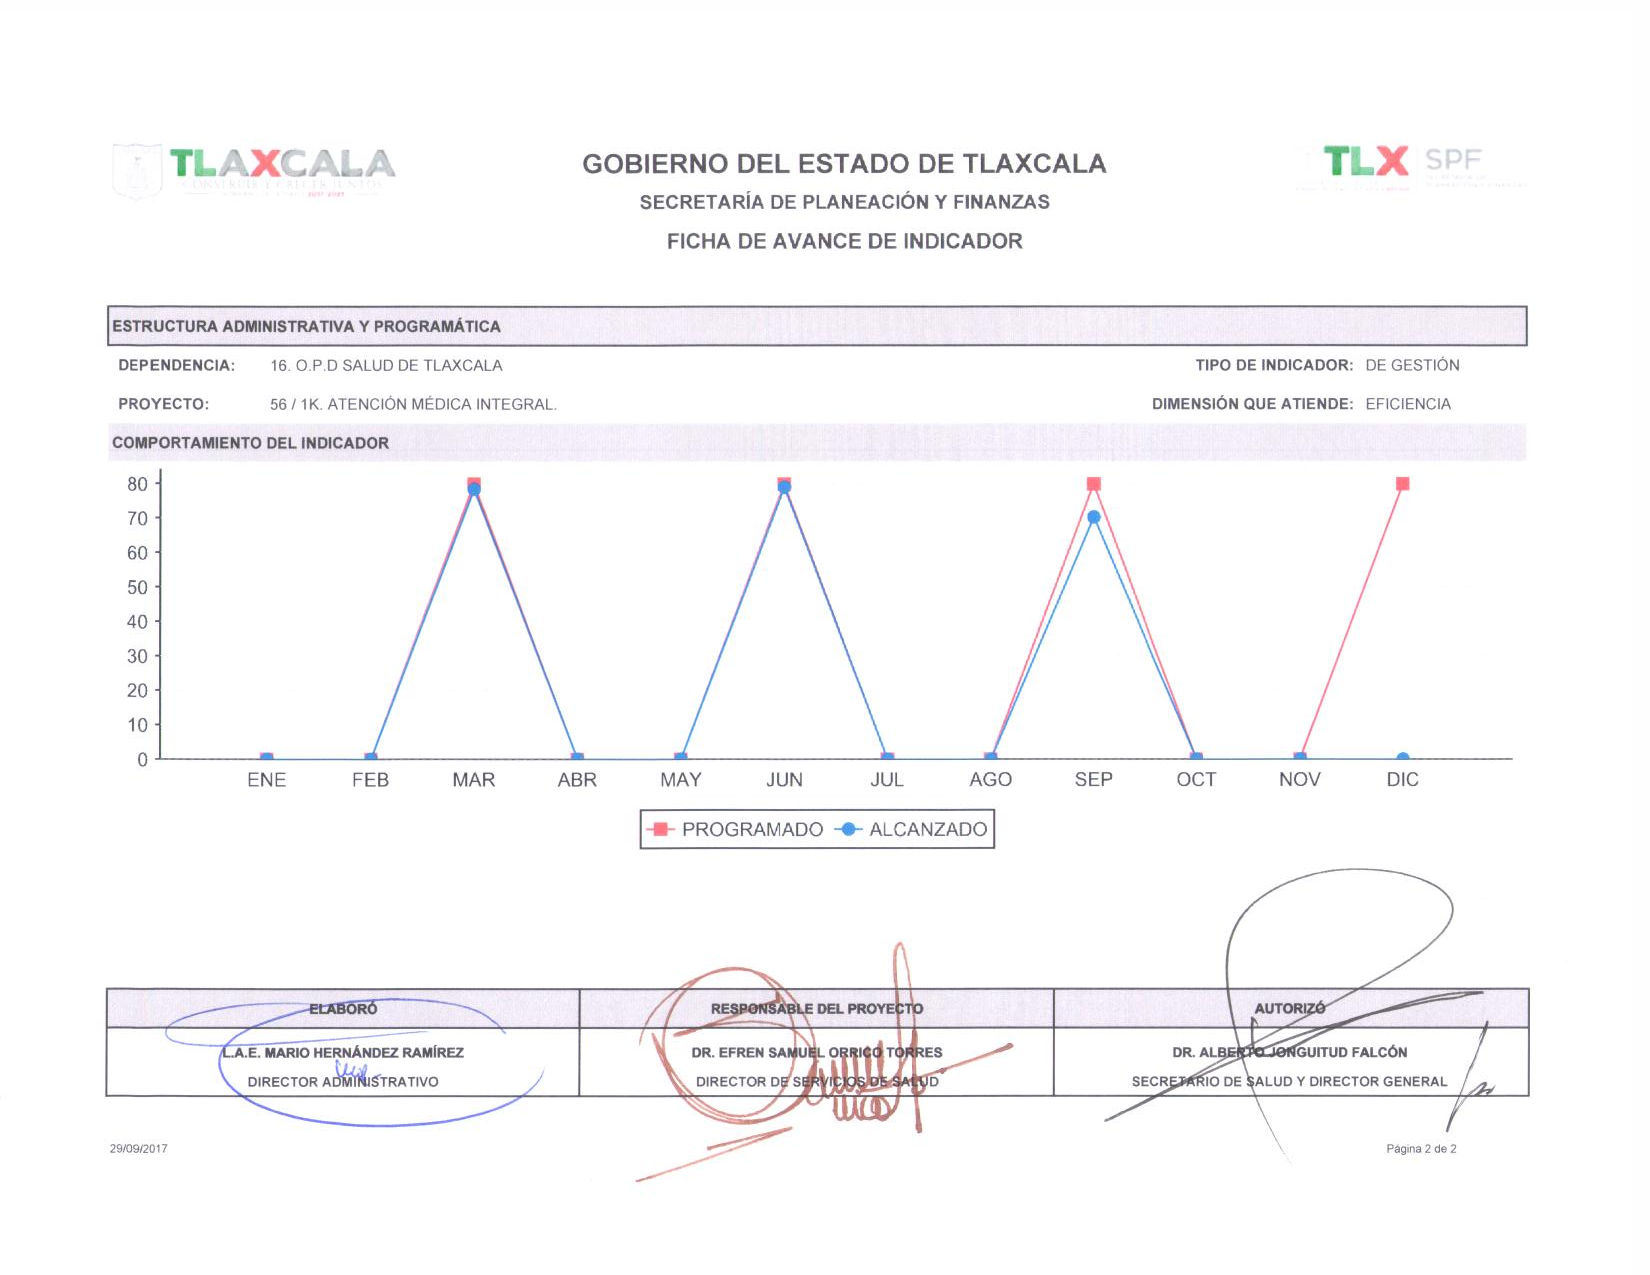 TLAXCALA
CONSTRUIR Y CRECER JUNTOS
GOBIERNO DEL ESTADO DE TLAXCALA
SECRETARÍA DE PLANEACIÓN Y FINANZAS
FICHA DE AVANCE DE INDICADOR
TLX SPF
ESTRUCTURA ADMINISTRATIVA Y PROGRAMÁTICA
DEPENDENCIA: 16. O.P.D SALUD DE TLAXCALA TIPO DE INDICADOR: DE GESTIÓN
PROYECTO: 56 / 1K. ATENCIÓN MÉDICA INTEGRAL. DIMENSIÓN QUE ATIENDE: EFICIENCIA
COMPORTAMIENTO DEL INDICADOR
80
70
60
50
40
30
20
10
0
ENE FEB MAR ABR MAY JUN JUL AGO SEP OCT NOV DIC
PROGRAMADO ALCANZADO
ELABORÓ RESPONSABLE DEL PROYECTO AUTORIZÓ
L.A.E. MARIO HERNÁNDEZ RAMÍREZ DR. EFREN SAMUEL ORRICO TORRES DR. ALBERTO JONGUITUD FALCÓN
DIRECTOR ADMINISTRATIVO DIRECTOR DE SERVICIOS DE SALUD SECRETARIO DE SALUD Y DIRECTOR GENERAL
29/09/2017 Página 2 de 2